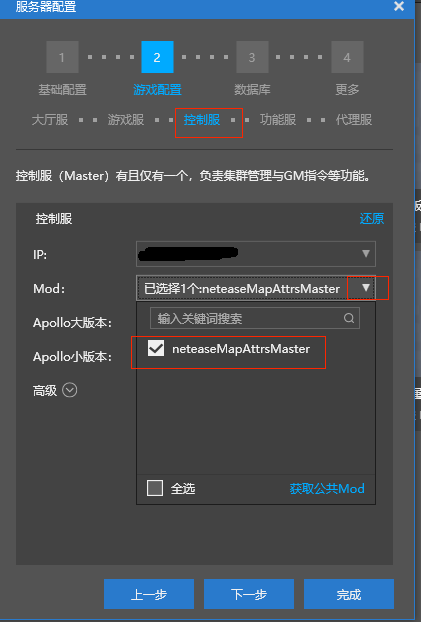 服务器配置
1 2 3 4
基础配置 游戏配置 数据库 更多
大厅服 游戏服 控制服 功能服 代理服
控制服（Master）有且仅有一个，负责集群管理与GM指令等功能。
控制服 还原
IP:
Mod: 已选择1个:neteaseMapAttrsMaster
Apollo大版本: 输入关键词搜索
Apollo小版本: neteaseMapAttrsMaster
高级
全选 获取公共Mod
上一步 下一步 完成